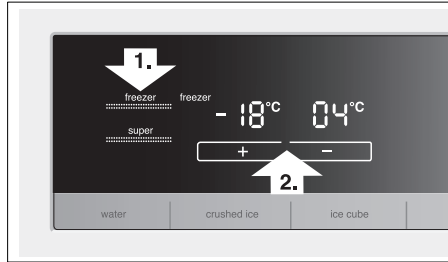 1.
freezer freezer
- 18°C 04°C
super
+ -
2.
water crushed ice ice cube